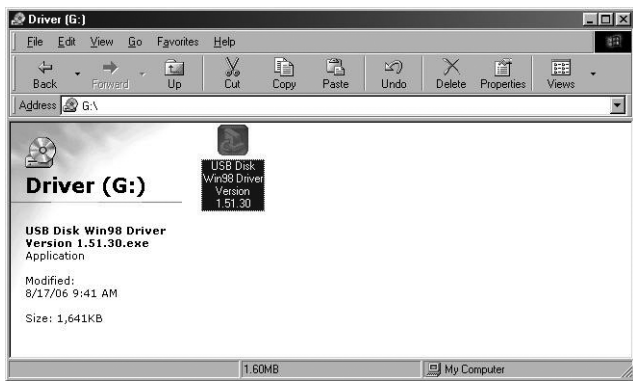 Driver (G:)
File Edit View Go Favorites Help
Back Forward Up Cut Copy Paste Undo Delete Properties Views
Address G:\
Driver (G:)
USB Disk
Win98 Driver
Version
1.51.30
USB Disk Win98 Driver
Version 1.51.30.exe
Application
Modified:
8/17/06 9:41 AM
Size: 1,641KB
1.60MB My Computer